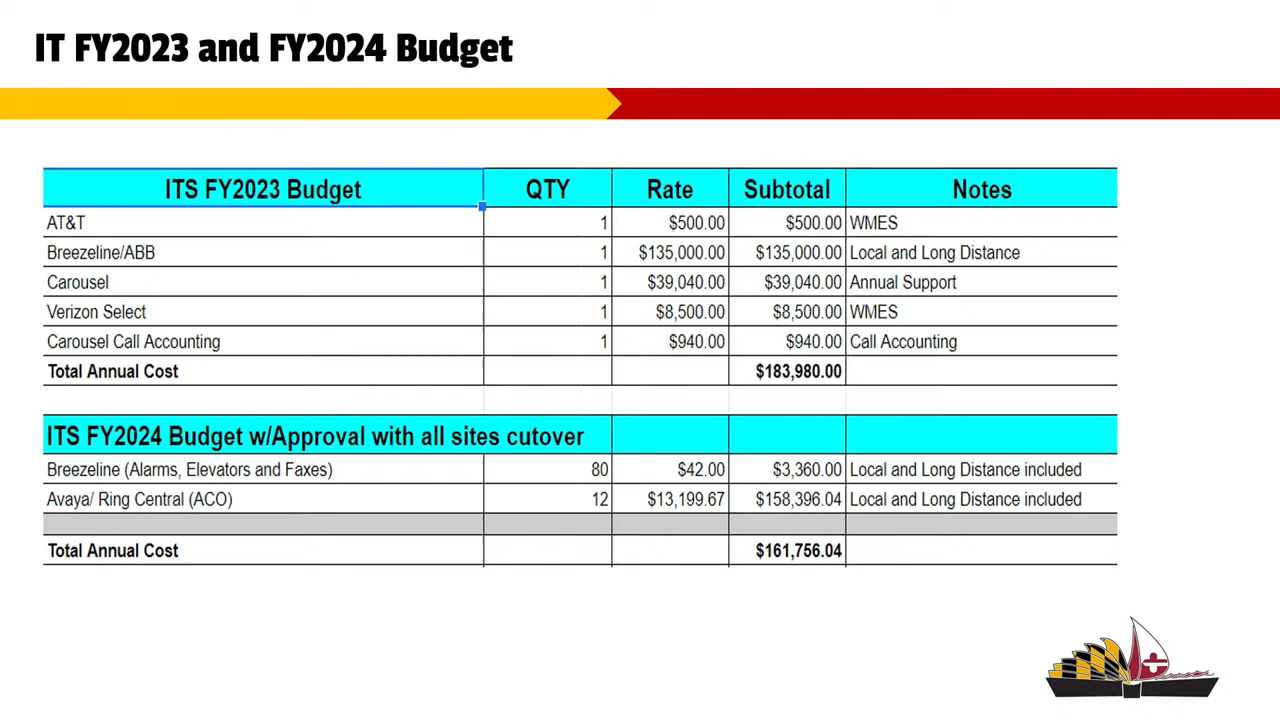 IT FY2023 and FY2024 Budget
ITS FY2023 Budget QTY Rate Subtotal Notes
AT&T 1 $500.00 $500.00 WMES
Breezeline/ABB 1 $135,000.00 $135,000.00 Local and Long Distance
Carousel 1 $39,040.00 $39,040.00 Annual Support
Verizon Select 1 $8,500.00 $8,500.00 WMES
Carousel Call Accounting 1 $940.00 $940.00 Call Accounting
Total Annual Cost $183,980.00
ITS FY2024 Budget w/Approval with all sites cutover
Breezeline (Alarms, Elevators and Faxes) 80 $42.00 $3,360.00 Local and Long Distance included
Avaya/ Ring Central (ACO) 12 $13,199.67 $158,396.04 Local and Long Distance included
Total Annual Cost $161,756.04